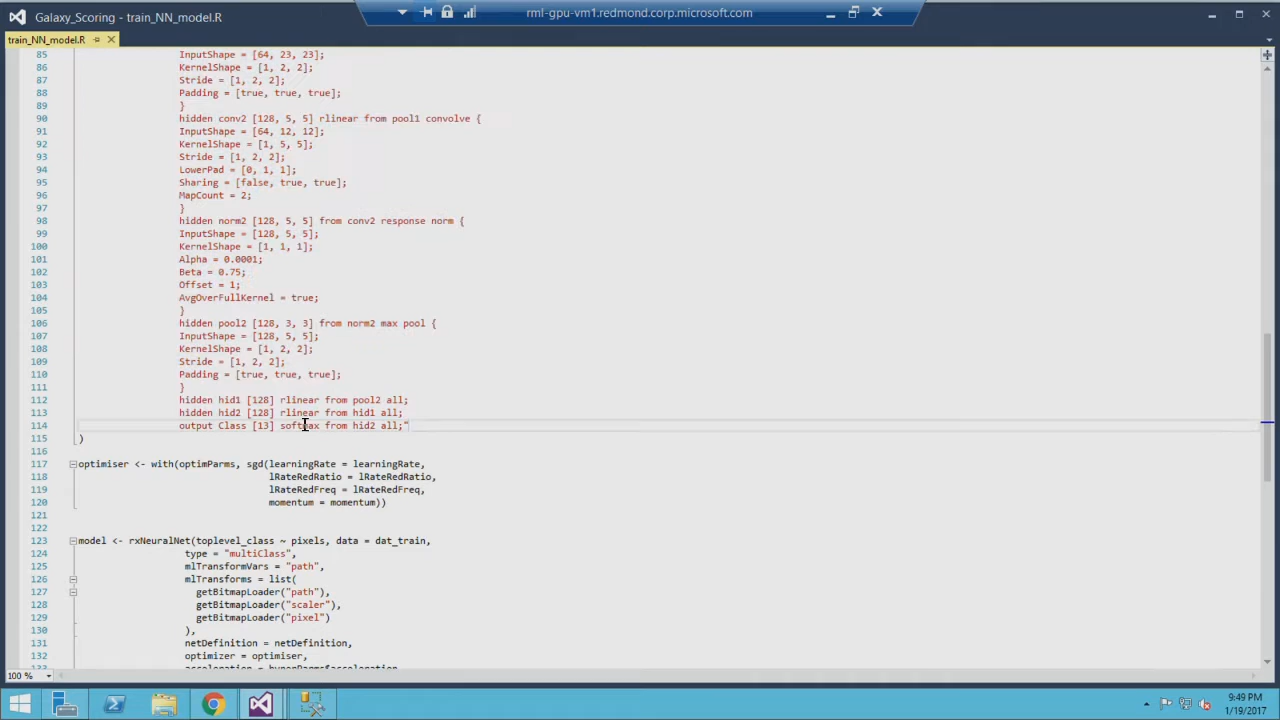 Galaxy_Scoring - train_NN_model.R
rml-gpu-vm1.redmond.corp.microsoft.com
train_NN_model.R
85 InputShape = [64, 23, 23];
86 KernelShape = [1, 2, 2];
87 Stride = [1, 2, 2];
88 Padding = [true, true, true];
89 }
90 hidden conv2 [128, 5, 5] rlinear from pool1 convolve {
91 InputShape = [64, 12, 12];
92 KernelShape = [1, 5, 5];
93 Stride = [1, 2, 2];
94 LowerPad = [0, 1, 1];
95 Sharing = [false, true, true];
96 MapCount = 2;
97 }
98 hidden norm2 [128, 5, 5] from conv2 response norm {
99 InputShape = [128, 5, 5];
100 KernelShape = [1, 1, 1];
101 Alpha = 0.0001;
102 Beta = 0.75;
103 Offset = 1;
104 AvgOverFullKernel = true;
105 }
106 hidden pool2 [128, 3, 3] from norm2 max pool {
107 InputShape = [128, 5, 5];
108 KernelShape = [1, 2, 2];
109 Stride = [1, 2, 2];
110 Padding = [true, true, true];
111 }
112 hidden hid1 [128] rlinear from pool2 all;
113 hidden hid2 [128] rlinear from hid1 all;
114 output Class [13] softmax from hid2 all;"
115 )
116
117 optimiser <- with(optimParms, sgd(learningRate = learningRate,
118 lRateRedRatio = lRateRedRatio,
119 lRateRedFreq = lRateRedFreq,
120 momentum = momentum))
121
122
123 model <- rxNeuralNet(toplevel_class ~ pixels, data = dat_train,
124 type = "multiClass",
125 mlTransformVars = "path",
126 mlTransforms = list(
127 getBitmapLoader("path"),
128 getBitmapLoader("scaler"),
129 getBitmapLoader("pixel")
130 ),
131 netDefinition = netDefinition,
132 optimizer = optimiser,
133 acceleration = hyperParms$acceleration,
100 %
9:49 PM
1/19/2017